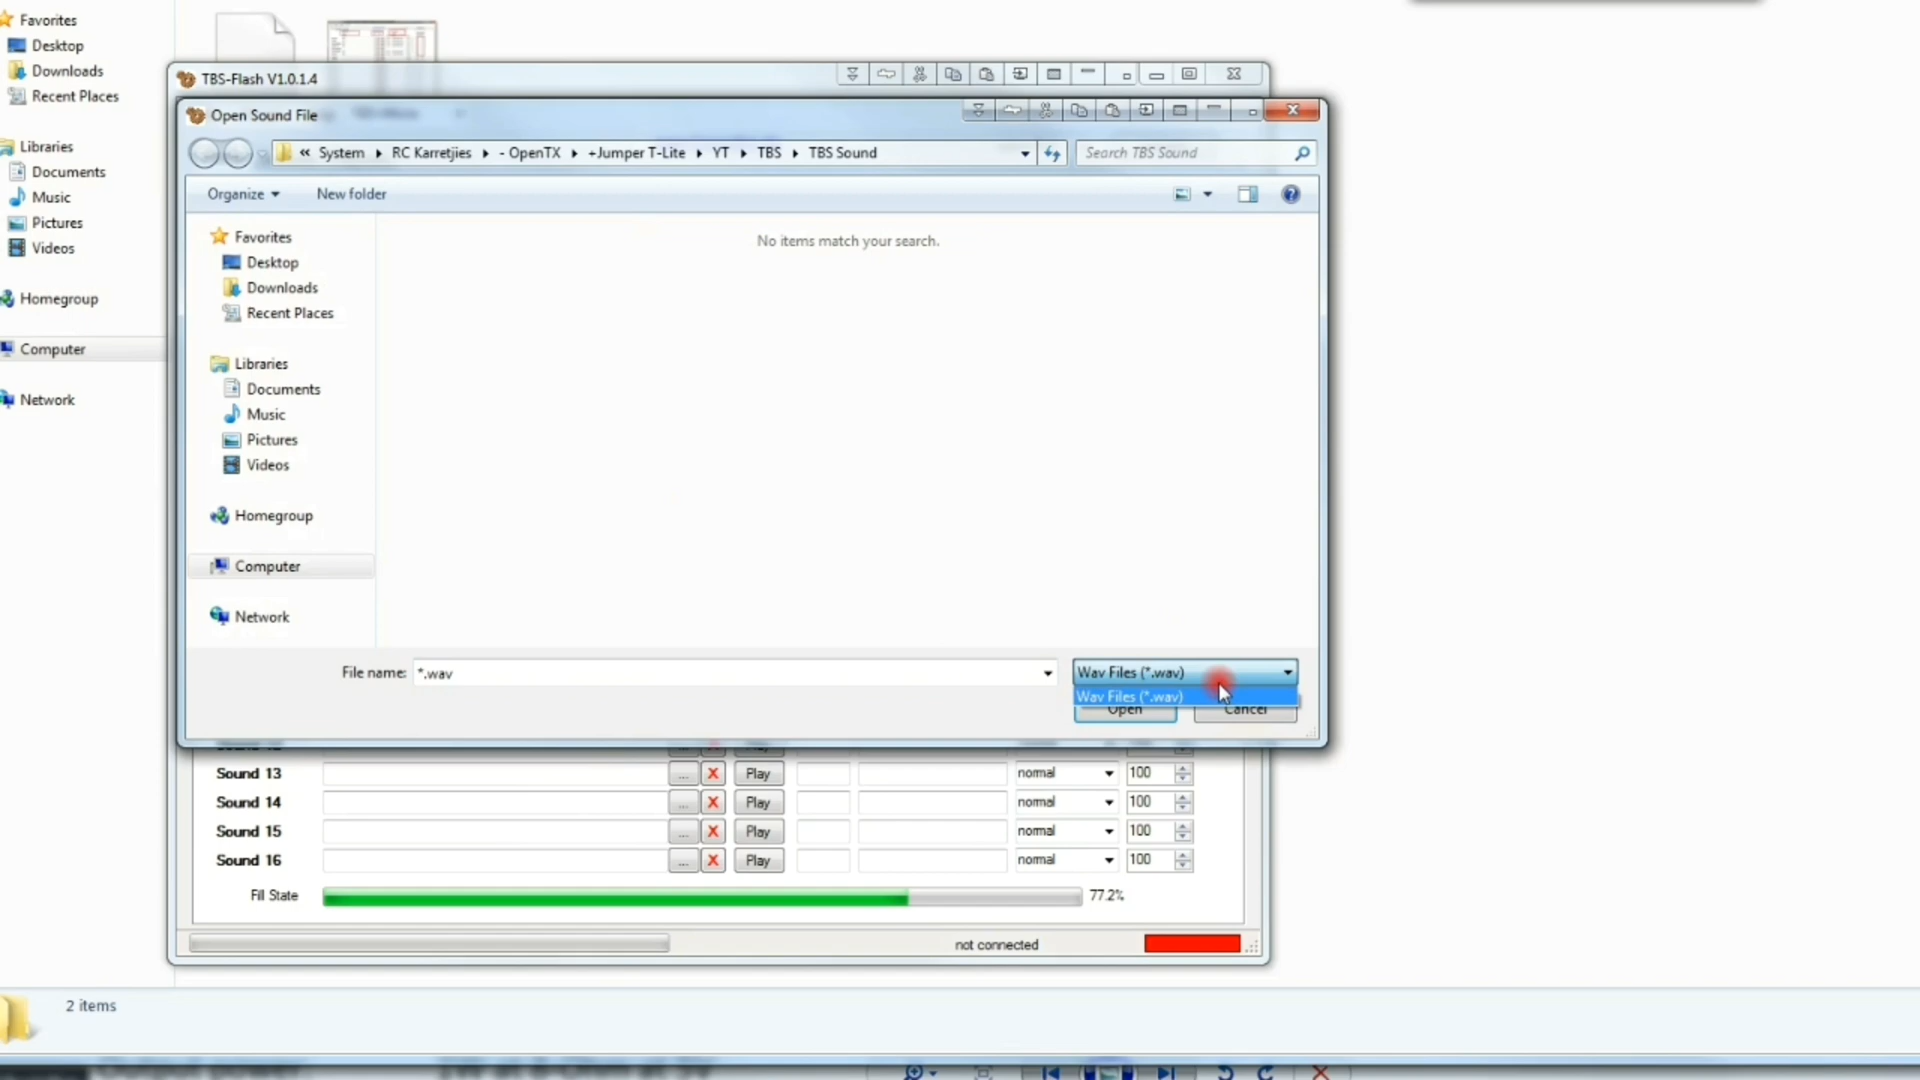 Favorites
Desktop
Downloads
Recent Places
Libraries
Documents
Music
Pictures
Videos
Homegroup
Computer
Network
TBS-Flash V1.0.1.4
Open Sound File
« System ▸ RC Karretjies ▸ - OpenTX ▸ +Jumper T-Lite ▸ YT ▸ TBS ▸ TBS Sound
Search TBS Sound
Organize New folder
Favorites
Desktop
Downloads
Recent Places
Libraries
Documents
Music
Pictures
Videos
Homegroup
Computer
Network
No items match your search.
File name: *.wav
Wav Files (*.wav)
Wav Files (*.wav)
Open Cancel
Sound 13 ... X Play normal 100
Sound 14 ... X Play normal 100
Sound 15 ... X Play normal 100
Sound 16 ... X Play normal 100
Fill State 77.2%
not connected
2 items